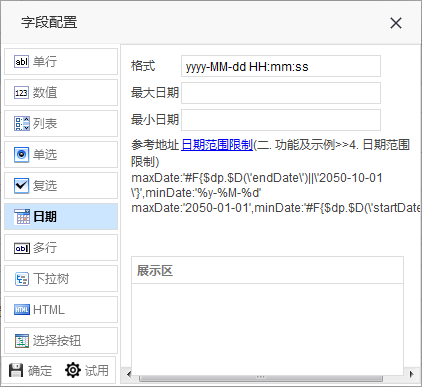 字段配置
单行
数值
列表
单选
复选
日期
多行
下拉树
HTML
选择按钮
确定 试用
格式 yyyy-MM-dd HH:mm:ss
最大日期
最小日期
参考地址 日期范围限制(二. 功能及示例>>4. 日期范围
限制)
maxDate:'#F{$dp.$D(\'endDate\')||\'2050-10-01
\'}',minDate:'%y-%M-%d'
maxDate:'2050-01-01',minDate:'#F{$dp.$D(\'startDate
展示区